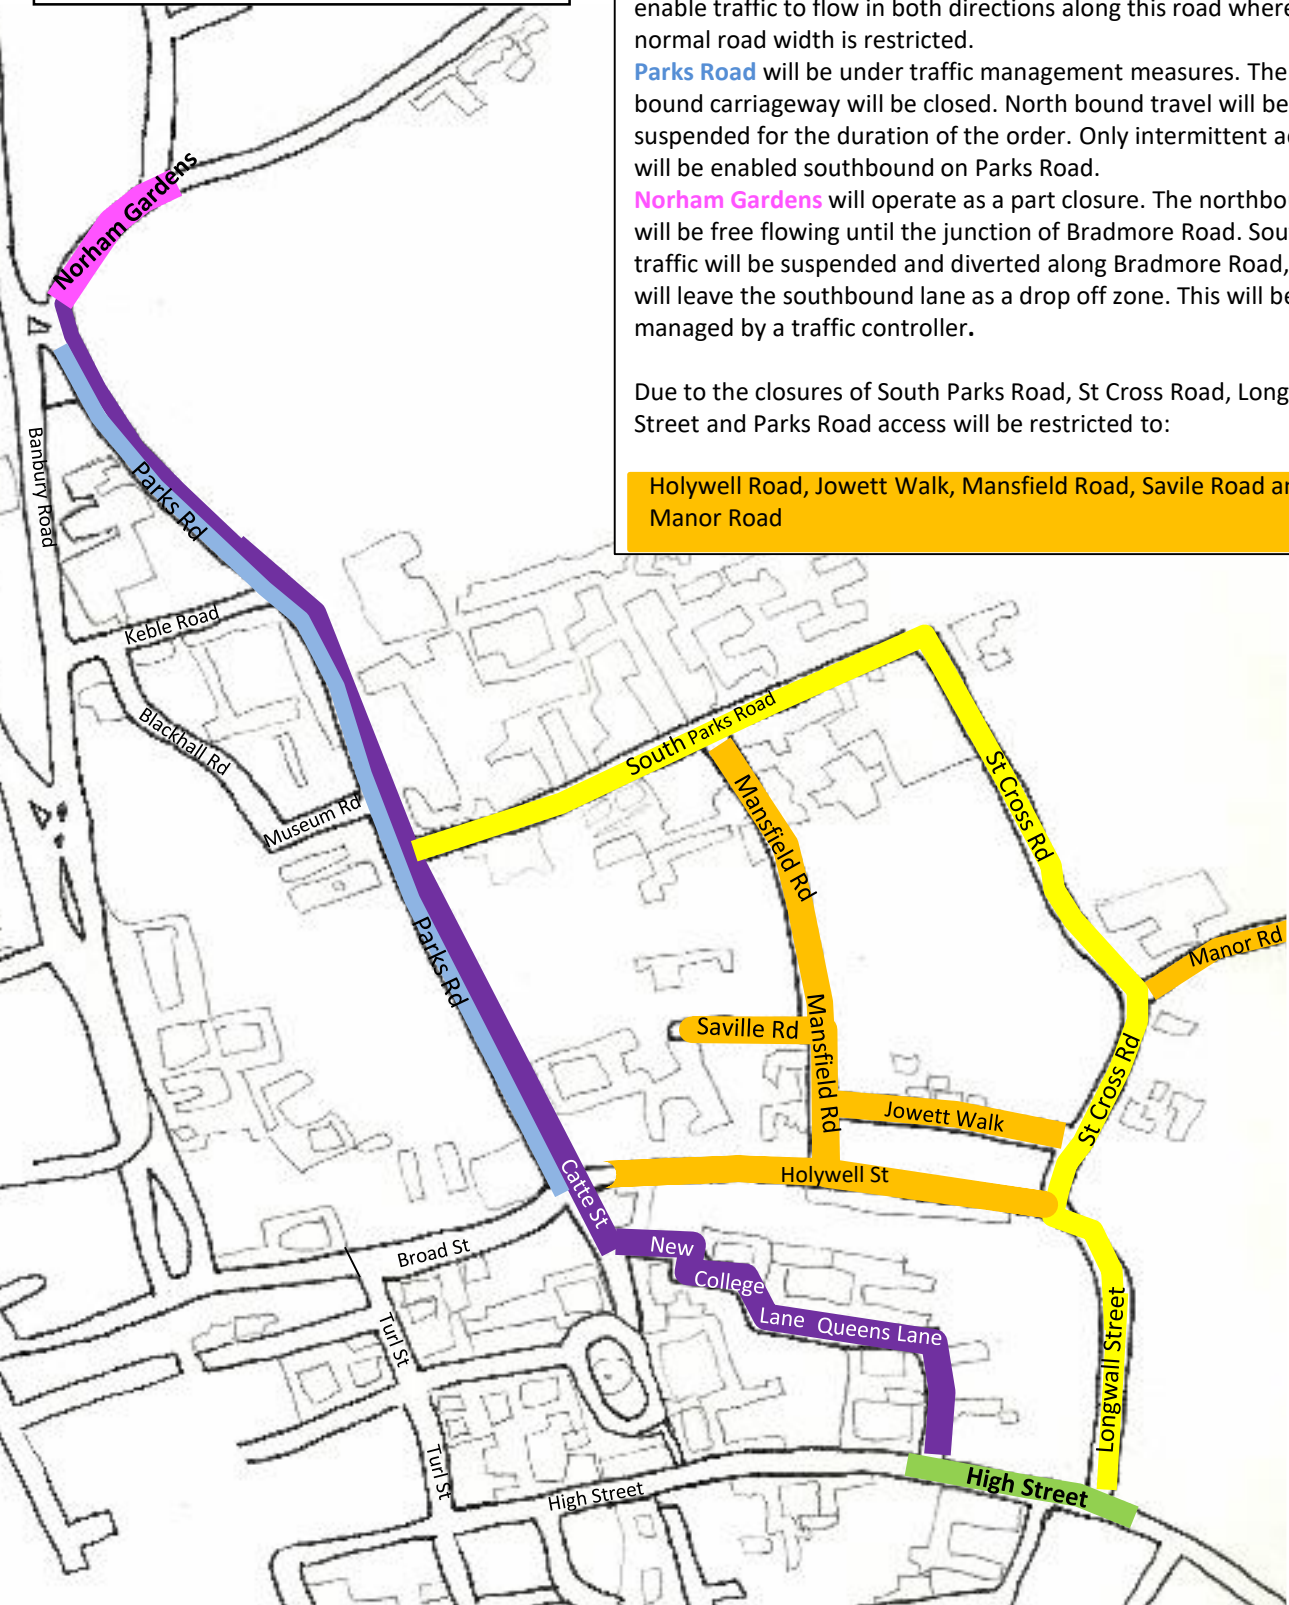 enable traffic to flow in both directions along this road where
normal road width is restricted.
Parks Road will be under traffic management measures. The
bound carriageway will be closed. North bound travel will be
suspended for the duration of the order. Only intermittent
will be enabled southbound on Parks Road.
Norham Gardens will operate as a part closure. The
will be free flowing until the junction of Bradmore Road.
traffic will be suspended and diverted along Bradmore Road,
will leave the southbound lane as a drop off zone. This will be
managed by a traffic controller.
Due to the closures of South Parks Road, St Cross Road,
Street and Parks Road access will be restricted to:
Holywell Road, Jowett Walk, Mansfield Road, Savile Road
Manor Road
Norham Gardens
Banbury Road
Parks Rd
Keble Road
Blackhall Rd
Museum Rd
South Parks Road
Mansfield Rd
St Cross Rd
Parks Rd
Manor Rd
Saville Rd
Mansfield Rd
Jowett Walk
St Cross Rd
Catte St
Holywell St
Broad St
New
College
Lane Queens Lane
Turl St
Longwall Street
Turl St
High Street
High Street